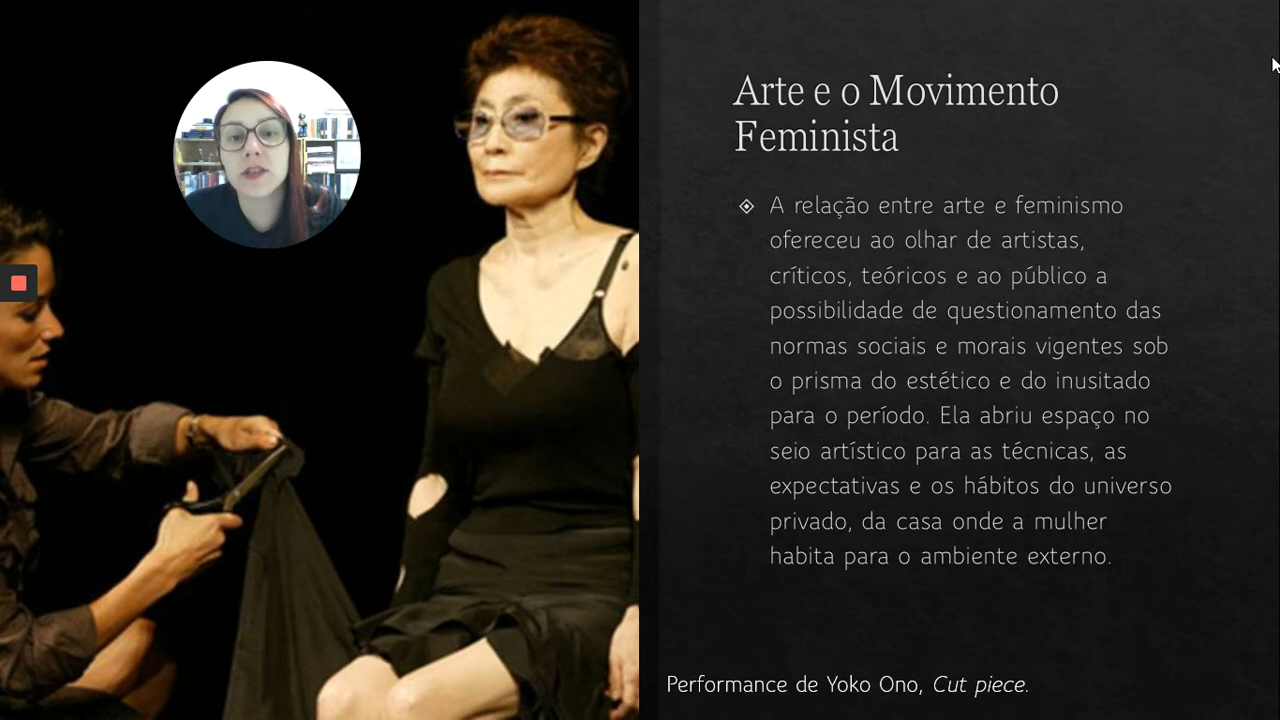 Arte e o Movimento
Feminista
A relação entre arte e feminismo
ofereceu ao olhar de artistas,
críticos, teóricos e ao público a
possibilidade de questionamento das
normas sociais e morais vigentes sob
o prisma do estético e do inusitado
para o período. Ela abriu espaço no
seio artístico para as técnicas, as
expectativas e os hábitos do universo
privado, da casa onde a mulher
habita para o ambiente externo.
Performance de Yoko Ono, Cut piece.